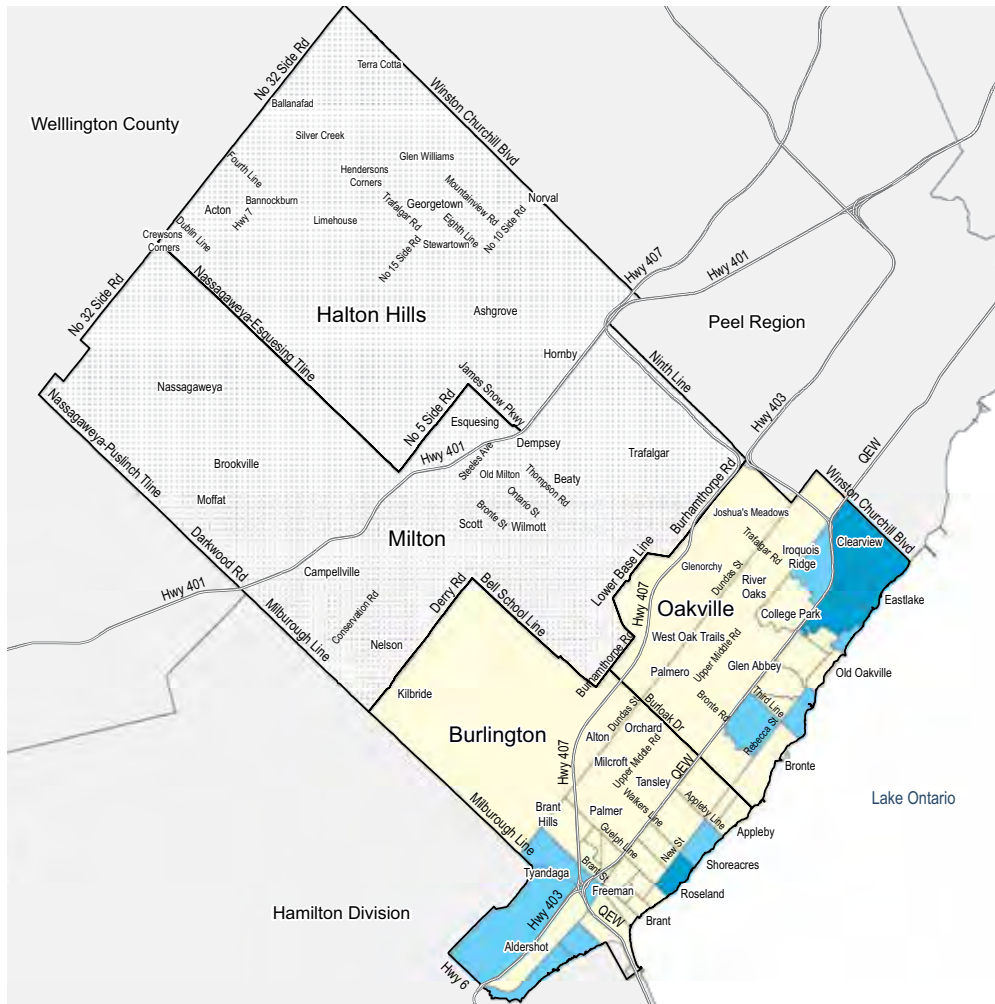 No 32 Side Rd
Terra Cotta
Winston Churchill Blvd
Ballanafad
Welllington County
Silver Creek
Glen Williams
Fourth Line
Hendersons
Corners
Mountainview Rd
Bannockburn
Acton
Hwy 7
Georgetown
Trafalgar Rd
Norval
Limehouse
Eighth Line
No 10 Side Rd
Dublin Line
Crewsons
Corners
Stewartown
No 15 Side Rd
Hwy 407
Hwy 401
No 32 Side Rd
Nassagaweya-Esquesing Tline
Halton Hills
Ashgrove
Peel Region
Hornby
Ninth Line
Nassagaweya
James Snow Pkwy
No 5 Side Rd
Hwy 403
Nassagaweya-Puslinch Tline
Esquesing
Hwy 401
Dempsey
QEW
Steeles Ave
Trafalgar
Brookville
Old Milton
Thompson Rd
Beaty
Burhamthorpe Rd
Winston Churchill Blvd
Moffat
Ontario St
Bronte St
Scott
Wilmott
Joshua's Meadows
Milton
Trafalgar Rd
Clearview
Iroquois
Ridge
Darkwood Rd
Lower Base Line
Glenorchy
Dundas St
Campellville
Hwy 401
Derry Rd
Bell School Line
Hwy 407
River
Oaks
Eastlake
Conservation Rd
Oakville
College Park
Milburough Line
West Oak Trails
Upper Middle Rd
Nelson
Burhamthorpe Rd
Palmero
Glen Abbey
Old Oakville
Kilbride
Burloak Dr
Bronte Rd
Third Line
Dundas St
Rebecca St
Burlington
Alton
Orchard
Hwy 407
Milcroft
Upper Middle Rd
QEW
Bronte
Tansley
Lake Ontario
Milburough Line
Brant
Hills
Palmer
Walkers Line
Appleby Line
Appleby
Guelph Line
New St
Shoreacres
Tyandaga
Brant St
Roseland
Freeman
Hamilton Division
Hwy 403
QEW
Brant
Aldershot
Hwy 6